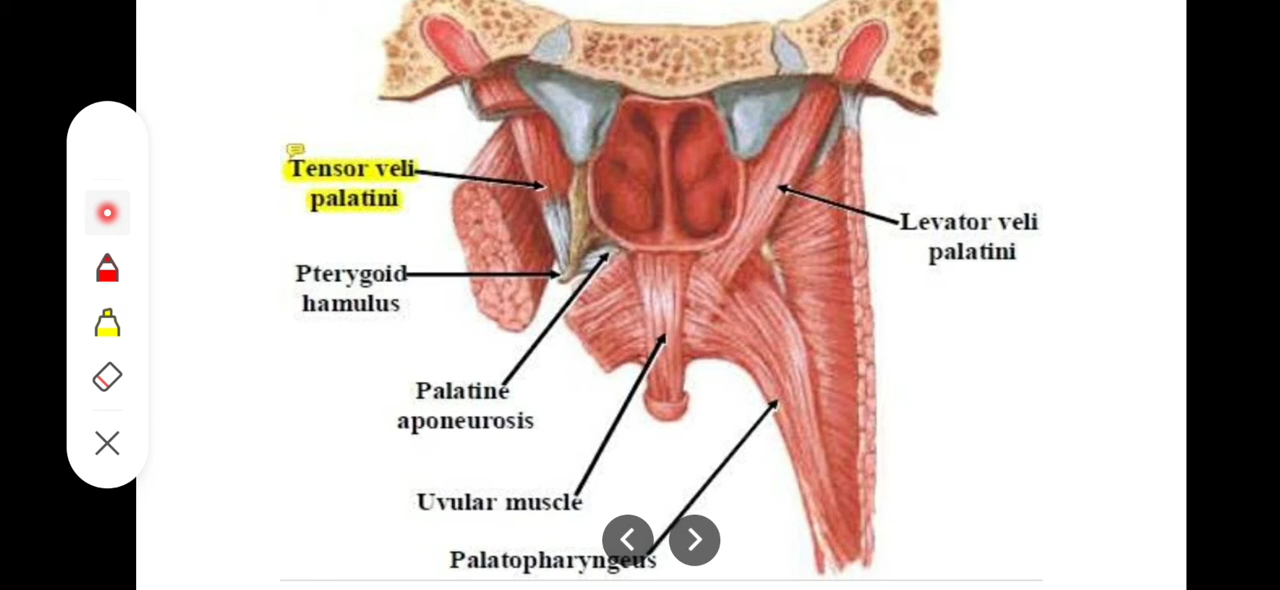 Tensor veli
palatini
Levator veli
palatini
Pterygoid
hamulus
Palatine
aponeurosis
Uvular muscle
Palatopharyngeus